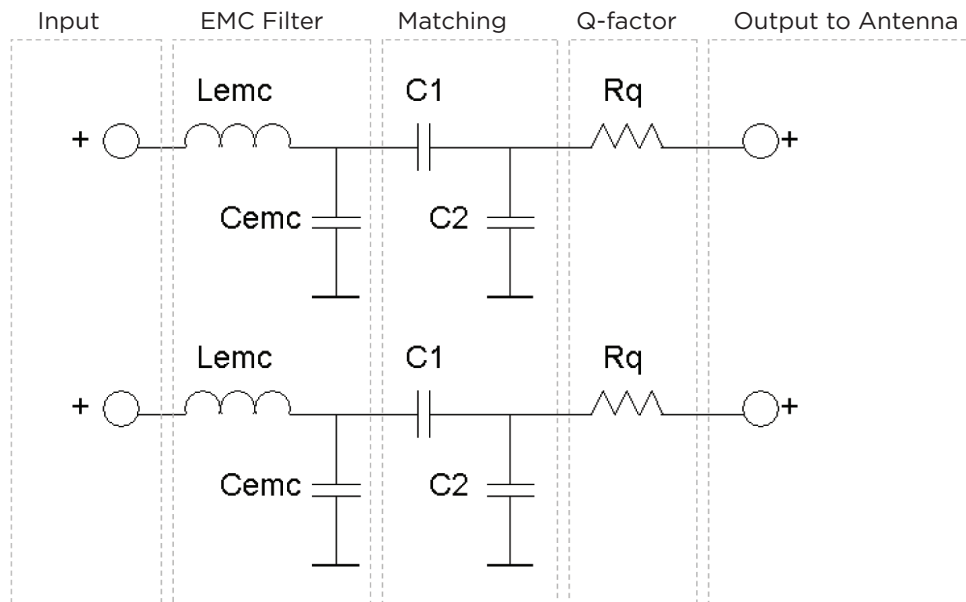 Input EMC Filter Matching Q-factor Output to Antenna
Lemc C1 Rq
+ +
Cemc C2
Lemc C1 Rq
+ +
Cemc C2